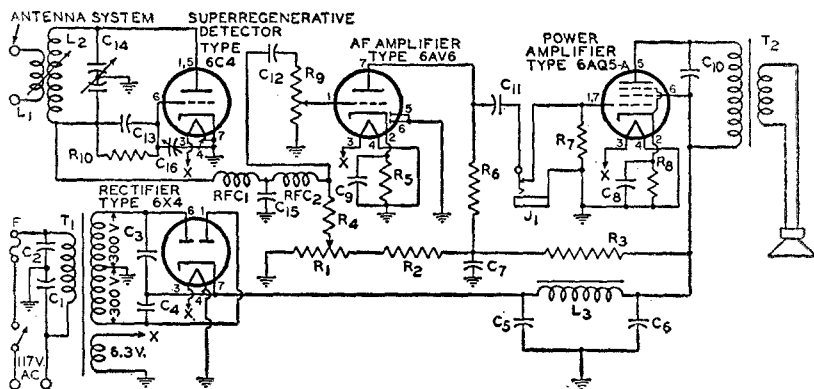 ANTENNA SYSTEM
SUPERREGENERATIVE
DETECTOR
TYPE
6C4
AF AMPLIFIER
TYPE 6AV6
POWER
AMPLIFIER
TYPE 6AQ5-A
L2
C14
L1
1,5
6
7
3
4
C13
R10
C16
X
C12
R9
7
1
5
6
3
4
2
X
C9
R5
C11
R6
J1
1,7
R7
5
6
3
4
2
X
C8
R8
C10
T2
RFC1
C15
RFC2
R4
R1
R2
C7
R3
RECTIFIER
TYPE 6X4
F
T1
C2
C1
300 V.
300 V.
C3
C4
6
1
3
4
7
X
C5
L3
C6
X
6.3 V.
117 V.
AC